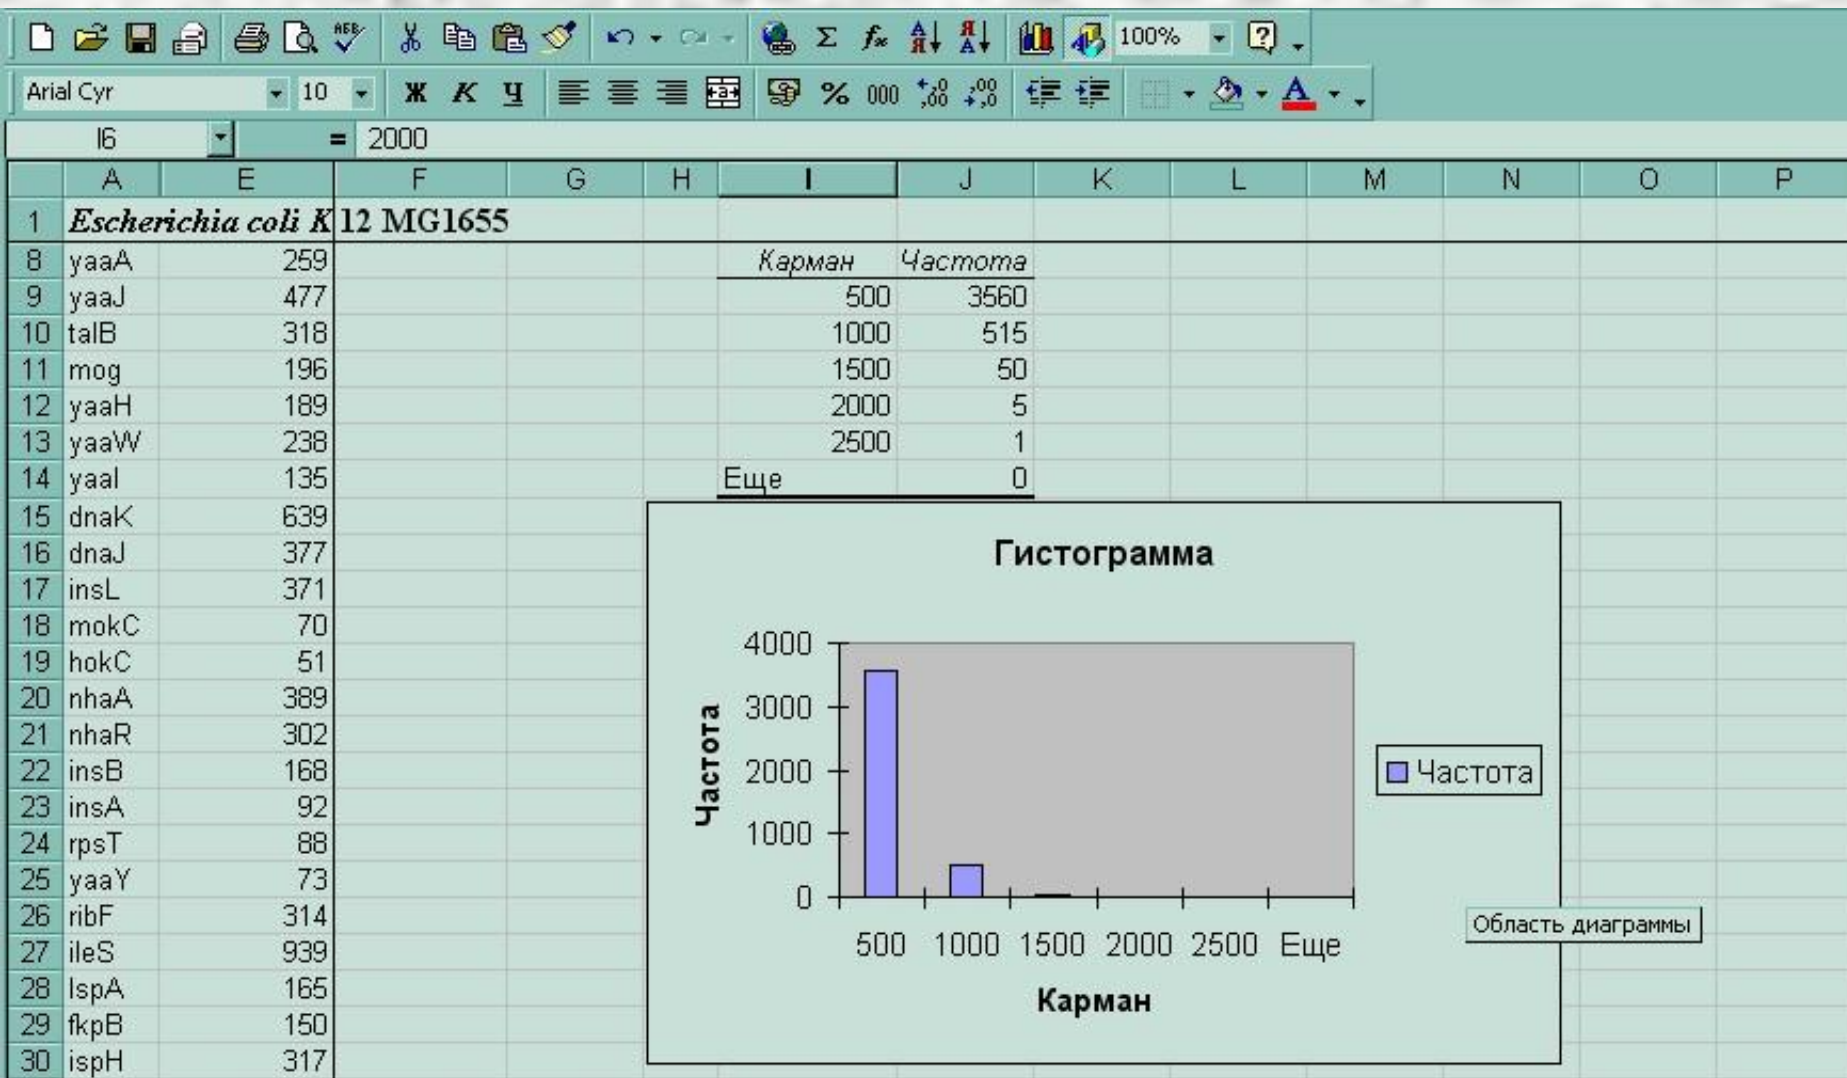 100%
Arial Cyr 10 Ж К Ч % 000
I6 = 2000
A E F G H I J K L M N O P
1 Escherichia coli K12 MG1655
8 yaaA 259 Карман Частота
9 yaaJ 477 500 3560
10 talB 318 1000 515
11 mog 196 1500 50
12 yaaH 189 2000 5
13 yaaW 238 2500 1
14 yaaI 135 Еще 0
15 dnaK 639
16 dnaJ 377
17 insL 371
18 mokC 70
19 hokC 51
20 nhaA 389
21 nhaR 302
22 insB 168
23 insA 92
24 rpsT 88
25 yaaY 73
26 ribF 314
27 ileS 939
28 lspA 165
29 fkpB 150
30 ispH 317
Гистограмма
Частота
4000
3000
2000
1000
0
500 1000 1500 2000 2500 Еще
Карман
Частота
Область диаграммы